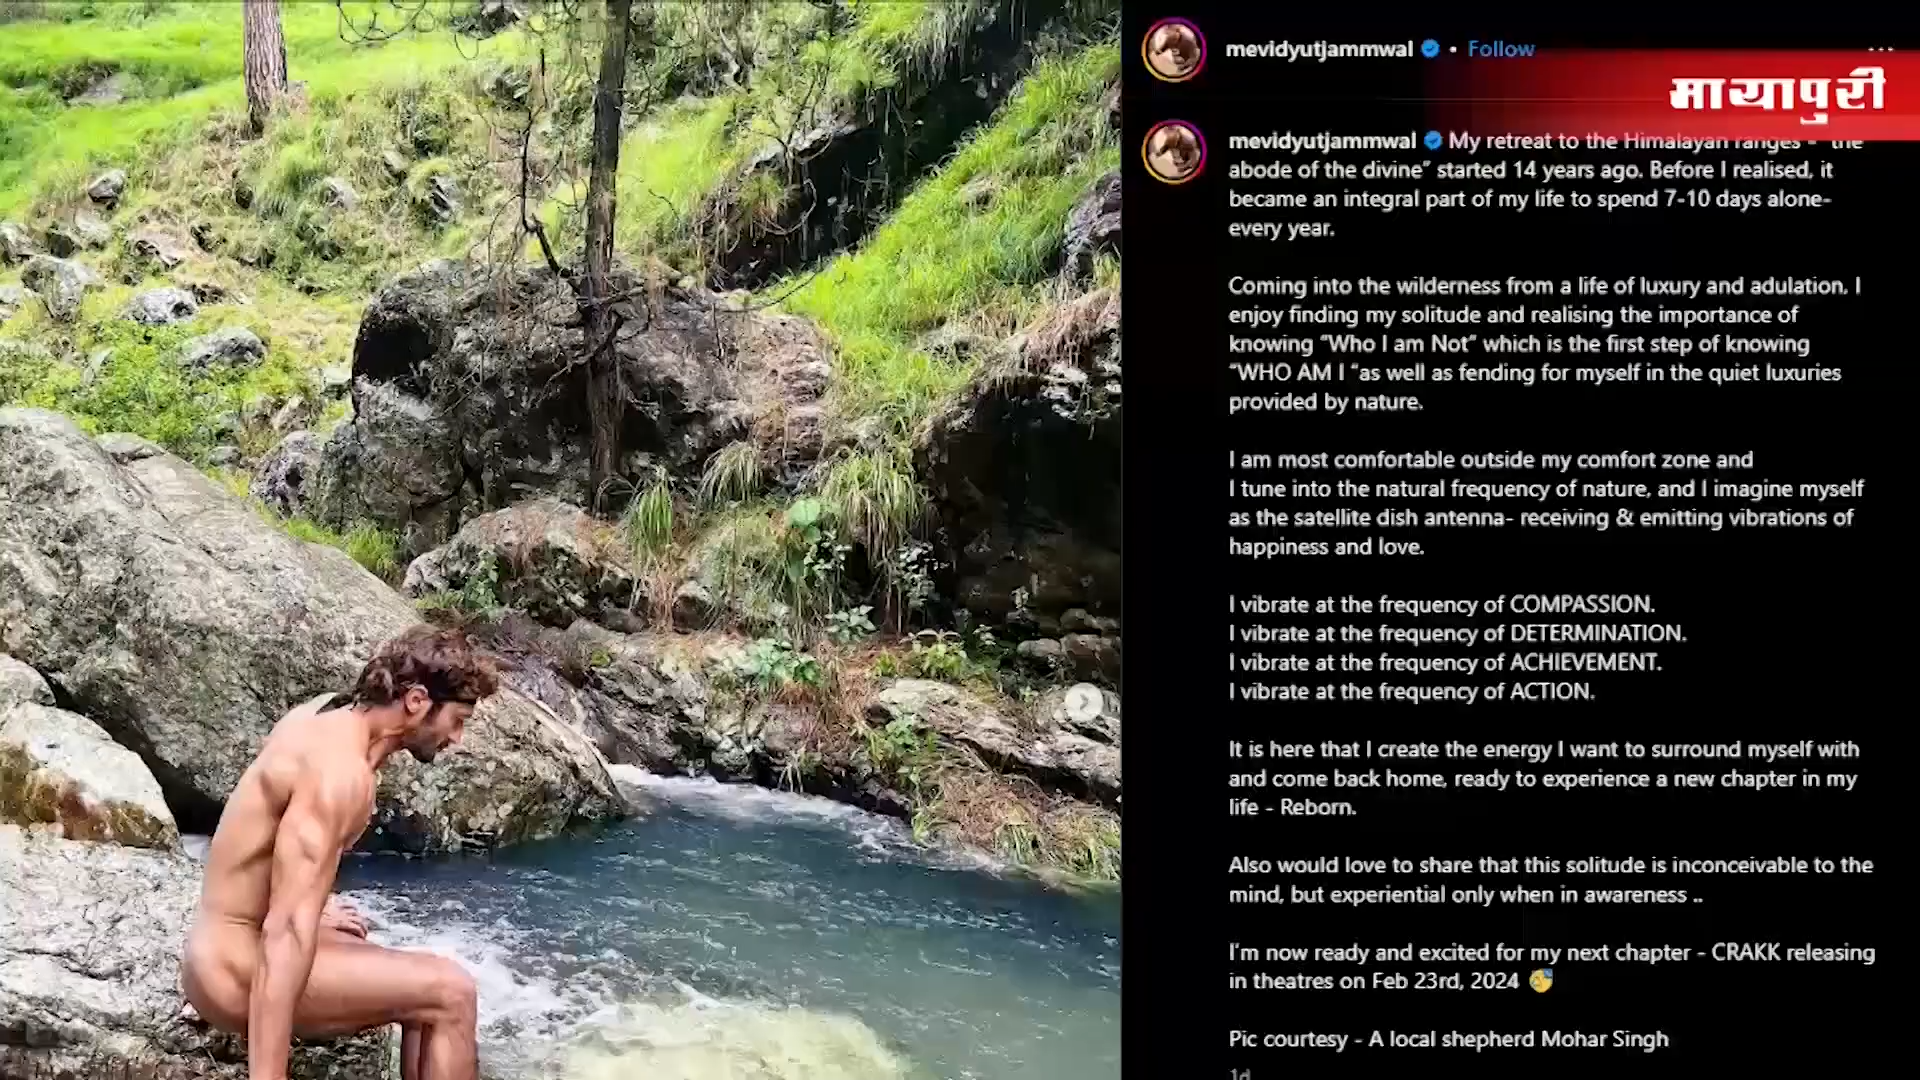 mevidyutjammwal • Follow
मायापुरी
mevidyutjammwal My retreat to the Himalayan ranges - "the
abode of the divine" started 14 years ago. Before I realised, it
became an integral part of my life to spend 7-10 days alone-
every year.
Coming into the wilderness from a life of luxury and adulation, I
enjoy finding my solitude and realising the importance of
knowing "Who I am Not" which is the first step of knowing
"WHO AM I "as well as fending for myself in the quiet luxuries
provided by nature.
I am most comfortable outside my comfort zone and
I tune into the natural frequency of nature, and I imagine myself
as the satellite dish antenna- receiving & emitting vibrations of
happiness and love.
I vibrate at the frequency of COMPASSION.
I vibrate at the frequency of DETERMINATION.
I vibrate at the frequency of ACHIEVEMENT.
I vibrate at the frequency of ACTION.
It is here that I create the energy I want to surround myself with
and come back home, ready to experience a new chapter in my
life - Reborn.
Also would love to share that this solitude is inconceivable to the
mind, but experiential only when in awareness ..
I'm now ready and excited for my next chapter - CRAKK releasing
in theatres on Feb 23rd, 2024
Pic courtesy - A local shepherd Mohar Singh
1d